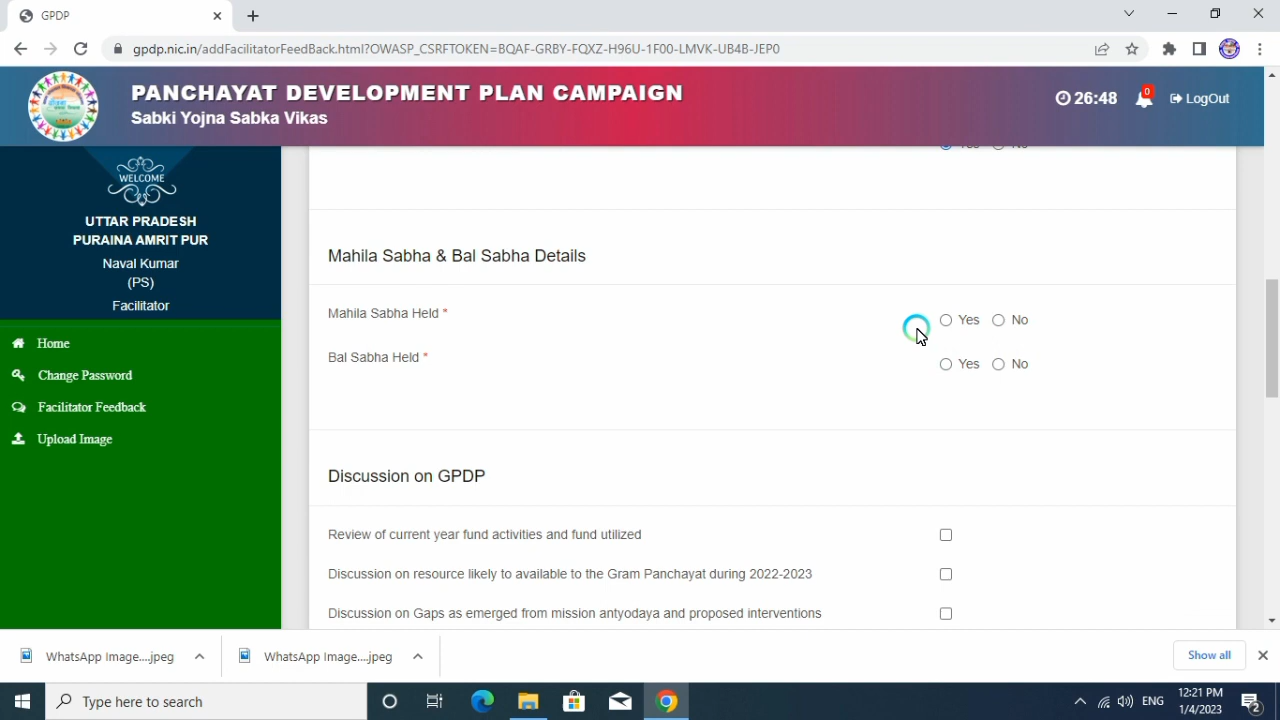 GPDP
gpdp.nic.in/addFacilitatorFeedBack.html?OWASP_CSRFTOKEN=BQAF-GRBY-FQXZ-H96U-1F00-LMVK-UB4B-JEP0
PANCHAYAT DEVELOPMENT PLAN CAMPAIGN
Sabki Yojna Sabka Vikas
26:48
0
LogOut
WELCOME
UTTAR PRADESH
PURAINA AMRIT PUR
Naval Kumar
(PS)
Facilitator
Home
Change Password
Facilitator Feedback
Upload Image
Yes No
Mahila Sabha & Bal Sabha Details
Mahila Sabha Held * Yes No
Bal Sabha Held * Yes No
Discussion on GPDP
Review of current year fund activities and fund utilized
Discussion on resource likely to available to the Gram Panchayat during 2022-2023
Discussion on Gaps as emerged from mission antyodaya and proposed interventions
WhatsApp Image....jpeg
WhatsApp Image....jpeg
Show all
Type here to search
ENG
12:21 PM
1/4/2023
2